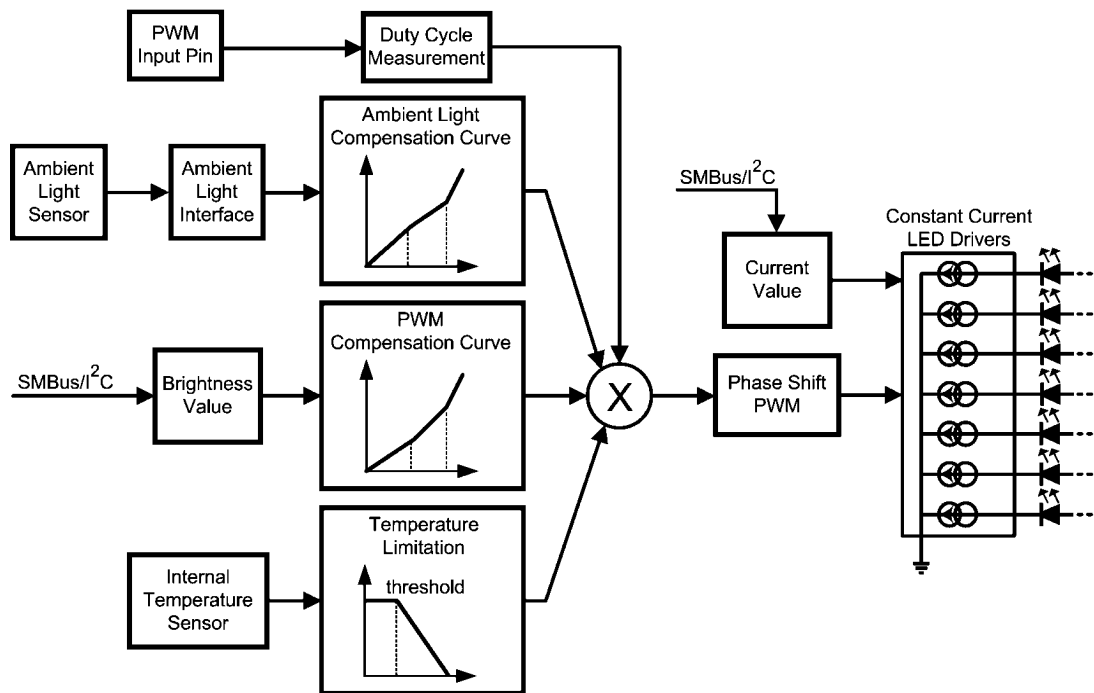 PWM
Input Pin
Duty Cycle
Measurement
Ambient Light
Compensation Curve
Ambient
Light
Sensor
Ambient
Light
Interface
SMBus/I²C
Current
Value
Constant Current
LED Drivers
PWM
Compensation Curve
SMBus/I²C
Brightness
Value
X
Phase Shift
PWM
Temperature
Limitation
threshold
Internal
Temperature
Sensor